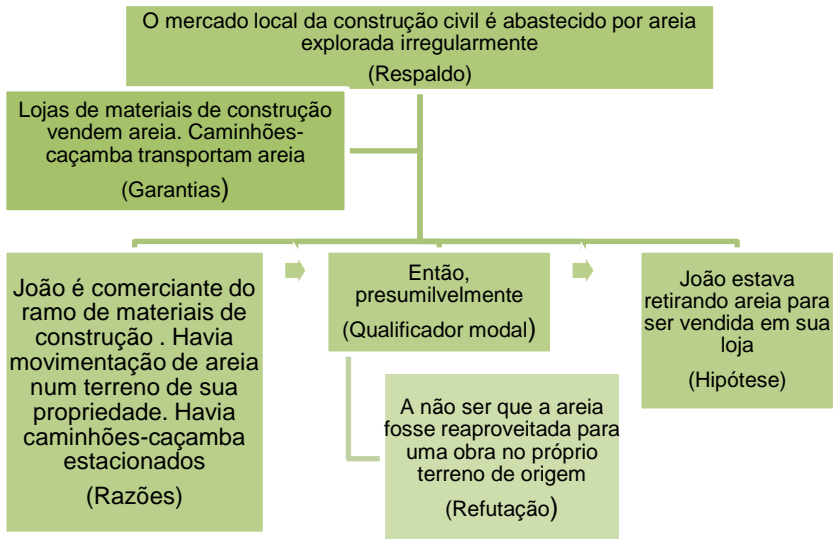 O mercado local da construção civil é abastecido por areia
explorada irregularmente
(Respaldo)
Lojas de materiais de construção
vendem areia. Caminhões-
caçamba transportam areia
(Garantias)
João é comerciante do
ramo de materiais de
construção . Havia
movimentação de areia
num terreno de sua
propriedade. Havia
caminhões-caçamba
estacionados
(Razões)
Então,
presumilvelmente
(Qualificador modal)
A não ser que a areia
fosse reaproveitada para
uma obra no próprio
terreno de origem
(Refutação)
João estava
retirando areia para
ser vendida em sua
loja
(Hipótese)